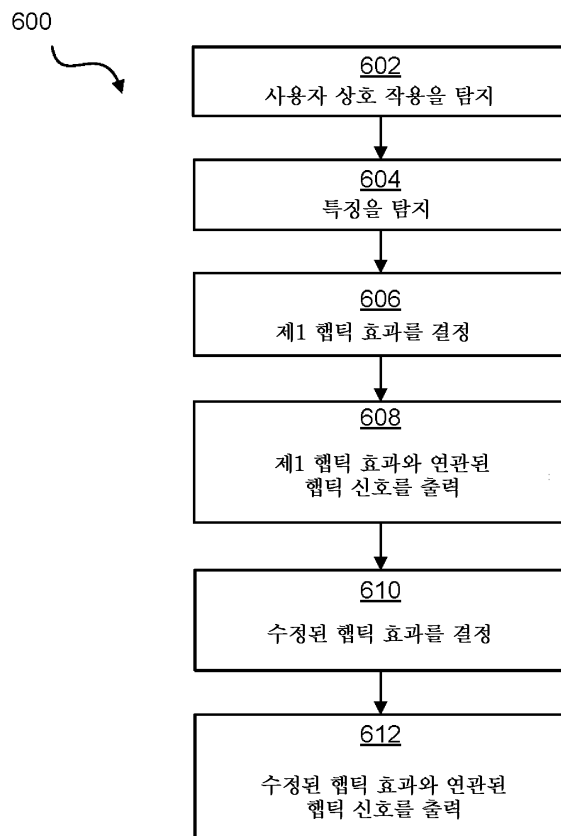 600
602
사용자 상호 작용을 탐지
604
특징을 탐지
606
제1 햅틱 효과를 결정
608
제1 햅틱 효과와 연관된
햅틱 신호를 출력
610
수정된 햅틱 효과를 결정
612
수정된 햅틱 효과와 연관된
햅틱 신호를 출력